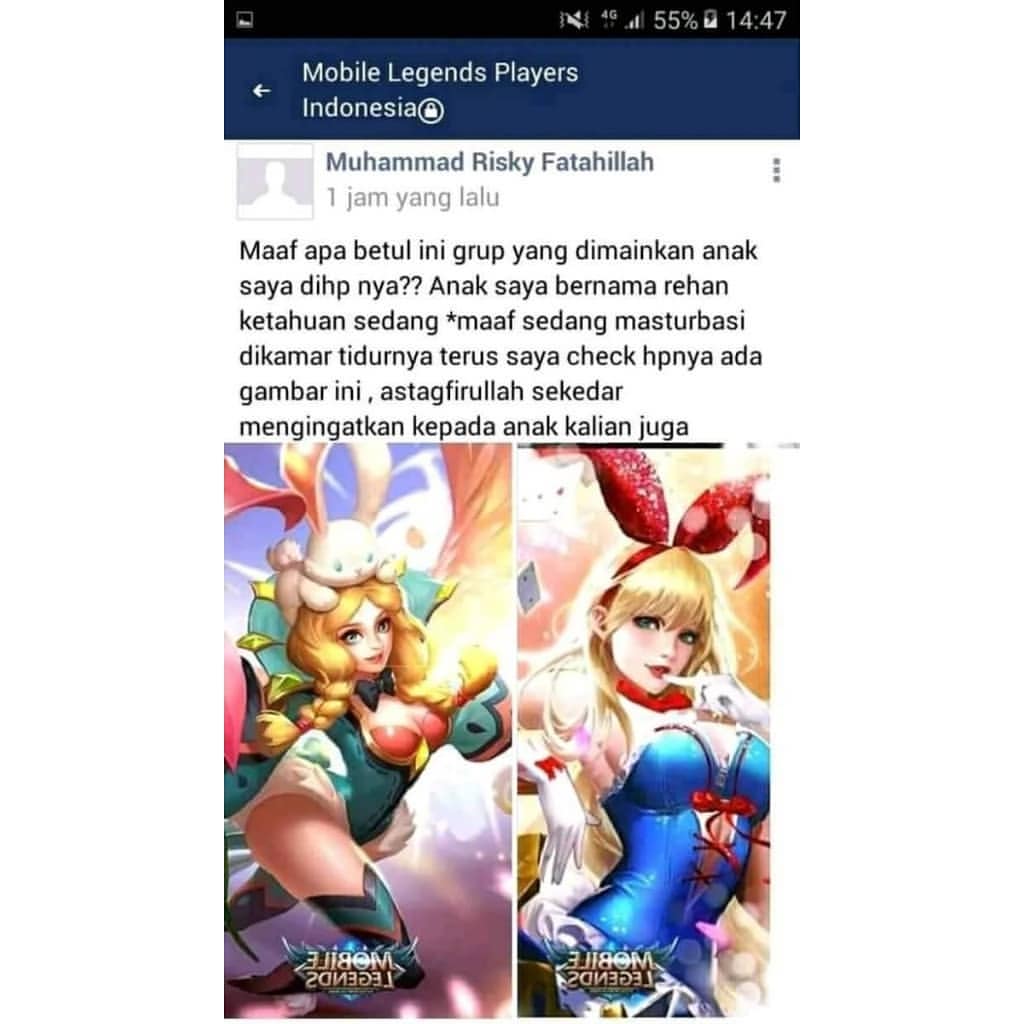 4G 55% 14:47
Mobile Legends Players
Indonesia
Muhammad Risky Fatahillah
1 jam yang lalu
Maaf apa betul ini grup yang dimainkan anak
saya dihp nya?? Anak saya bernama rehan
ketahuan sedang *maaf sedang masturbasi
dikamar tidurnya terus saya check hpnya ada
gambar ini , astagfirullah sekedar
mengingatkan kepada anak kalian juga
MOBILE
LEGENDS
MOBILE
LEGENDS